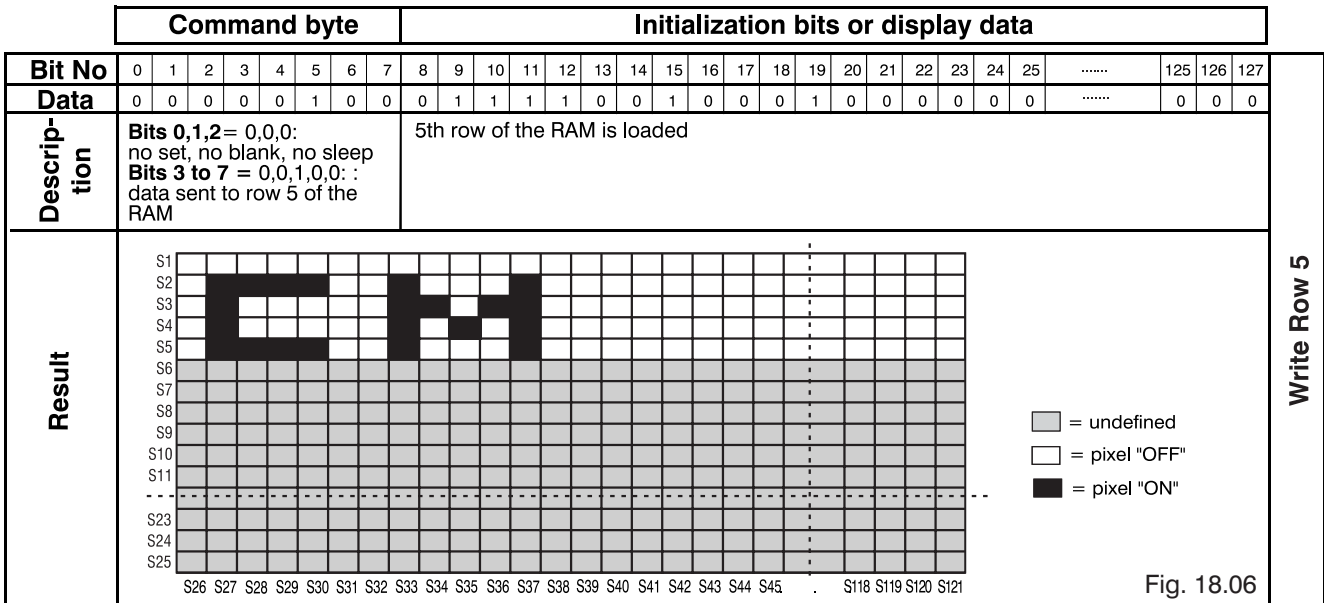 Command byte Initialization bits or display data
Bit No 0 1 2 3 4 5 6 7 8 9 10 11 12 13 14 15 16 17 18 19 20 21 22 23 24 25 ....... 125 126 127
Data 0 0 0 0 0 1 0 0 0 1 1 1 1 0 0 1 0 0 0 1 0 0 0 0 0 0 ....... 0 0 0
Descrip-
tion
Bits 0,1,2= 0,0,0:
no set, no blank, no sleep
Bits 3 to 7 = 0,0,1,0,0: :
data sent to row 5 of the
RAM
5th row of the RAM is loaded
Result
S1
S2
S3
S4
S5
S6
S7
S8
S9
S10
S11
S23
S24
S25
S26 S27 S28 S29 S30 S31 S32 S33 S34 S35 S36 S37 S38 S39 S40 S41 S42 S43 S44 S45. . S118 S119 S120 S121
= undefined
= pixel "OFF"
= pixel "ON"
Fig. 18.06
Write Row 5